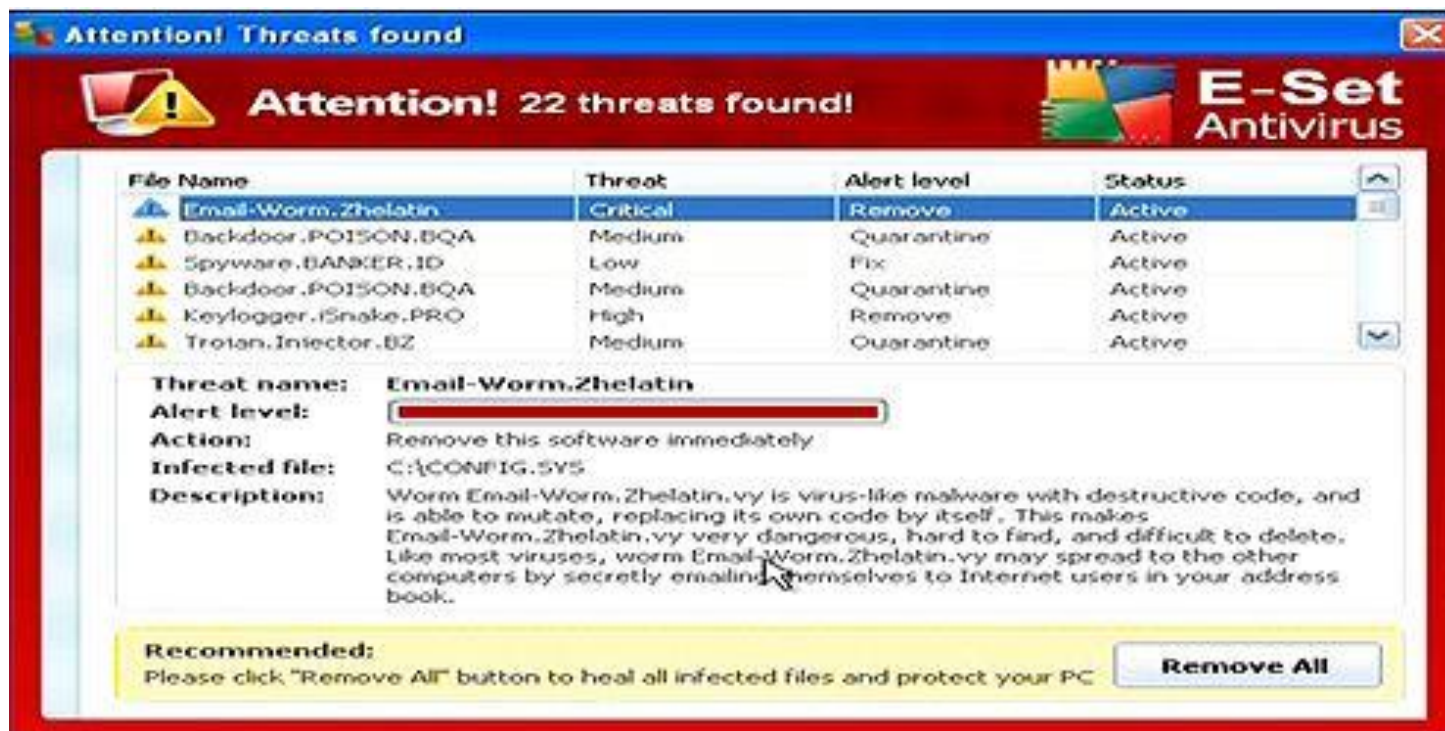 Attention! Threats found
Attention! 22 threats found!
E-Set
Antivirus
File Name Threat Alert level Status
Email-Worm.Zhelatin Critical Remove Active
Backdoor.POISON.BQA Medium Quarantine Active
Spyware.BANKER.ID Low Fix Active
Backdoor.POISON.BQA Medium Quarantine Active
Keylogger.iSnake.PRO High Remove Active
Trojan.Injector.BZ Medium Quarantine Active
Threat name: Email-Worm.Zhelatin
Alert level:
Action: Remove this software immediately
Infected file: C:\CONFIG.SYS
Description: Worm Email-Worm.Zhelatin.vy is virus-like malware with destructive code, and
is able to mutate, replacing its own code by itself. This makes
Email-Worm.Zhelatin.vy very dangerous, hard to find, and difficult to delete.
Like most viruses, worm Email-Worm.Zhelatin.vy may spread to the other
computers by secretly emailing themselves to Internet users in your address
book.
Recommended:
Please click "Remove All" button to heal all infected files and protect your PC
Remove All